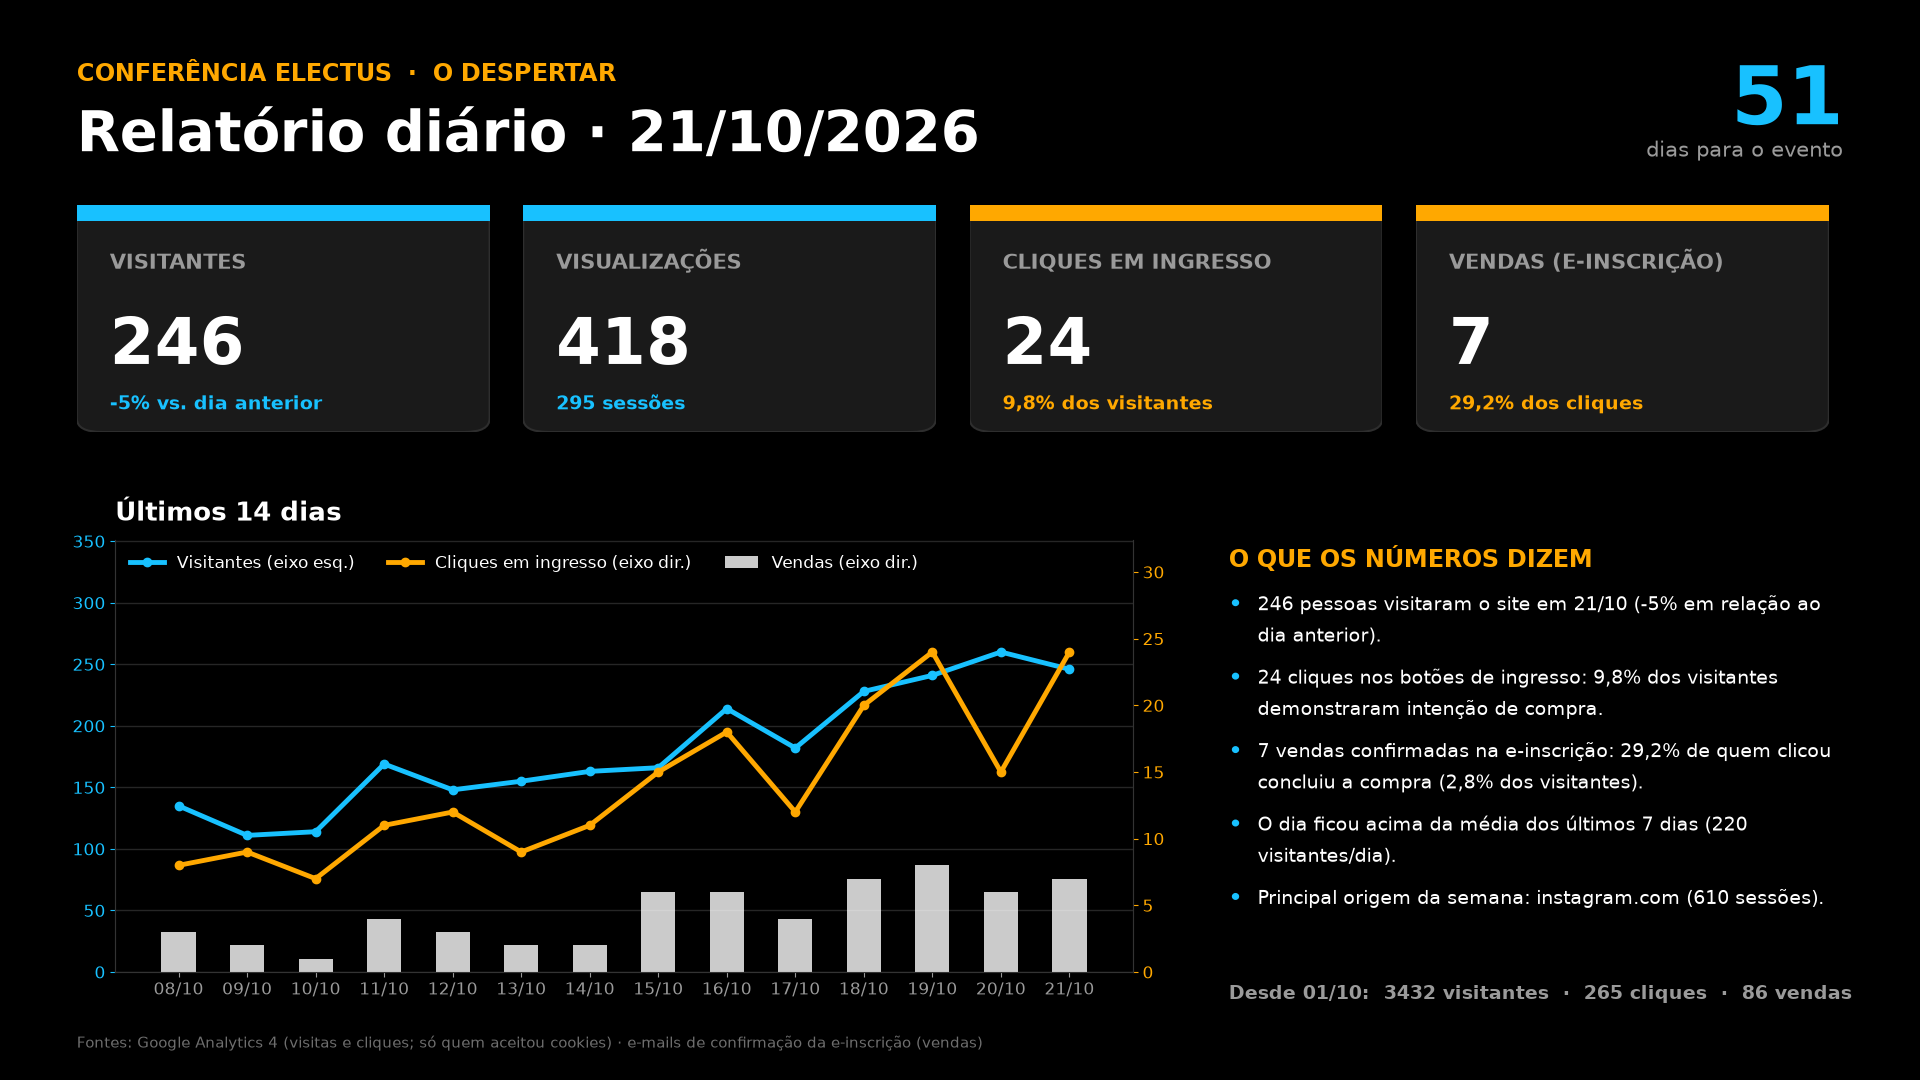 CONFERÊNCIA ELECTUS · O DESPERTAR
Relatório diário · 21/10/2026
51
dias para o evento
VISITANTES
246
-5% vs. dia anterior
VISUALIZAÇÕES
418
295 sessões
CLIQUES EM INGRESSO
24
9,8% dos visitantes
VENDAS (E-INSCRIÇÃO)
7
29,2% dos cliques
Últimos 14 dias
Visitantes (eixo esq.)
Cliques em ingresso (eixo dir.)
Vendas (eixo dir.)
350
300
250
200
150
100
50
0
30
25
20
15
10
5
0
08/10 09/10 10/10 11/10 12/10 13/10 14/10 15/10 16/10 17/10 18/10 19/10 20/10 21/10
O QUE OS NÚMEROS DIZEM
• 246 pessoas visitaram o site em 21/10 (-5% em relação ao
dia anterior).
• 24 cliques nos botões de ingresso: 9,8% dos visitantes
demonstraram intenção de compra.
• 7 vendas confirmadas na e-inscrição: 29,2% de quem clicou
concluiu a compra (2,8% dos visitantes).
• O dia ficou acima da média dos últimos 7 dias (220
visitantes/dia).
• Principal origem da semana: instagram.com (610 sessões).
Desde 01/10: 3432 visitantes · 265 cliques · 86 vendas
Fontes: Google Analytics 4 (visitas e cliques; só quem aceitou cookies) · e-mails de confirmação da e-inscrição (vendas)